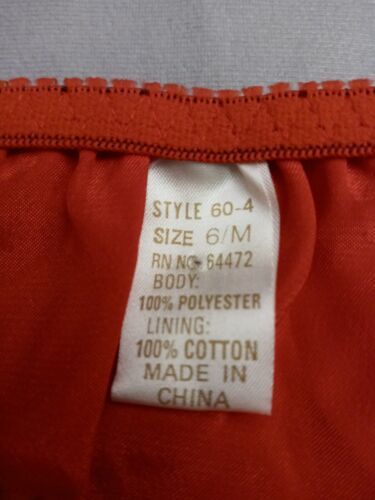 STYLE 60-4
SIZE 6/M
RN NO. 64472
BODY:
100% POLYESTER
LINING:
100% COTTON
MADE IN
CHINA